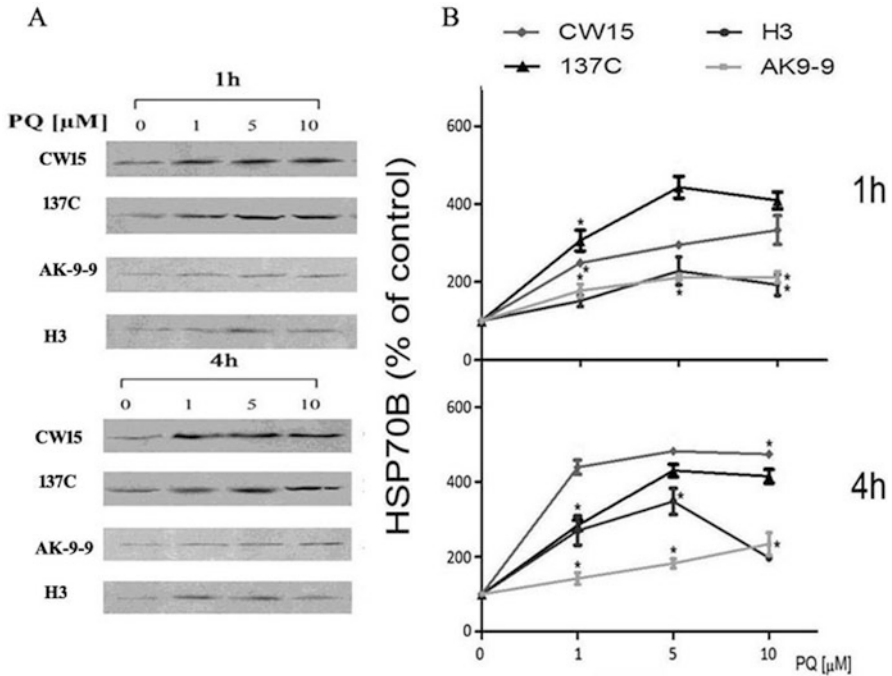 A
1h
PQ [µM] 0 1 5 10
CW15
137C
AK-9-9
H3
4h
0 1 5 10
CW15
137C
AK-9-9
H3
B
CW15 H3
137C AK9-9
HSP70B (% of control)
600
400
200
0
* * * * * *
1h
600
400
200
0
* * * * * * *
4h
0 1 5 10 PQ [µM]